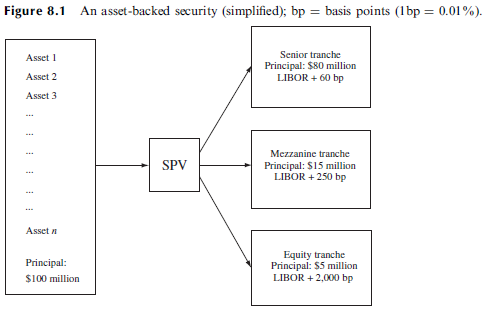 Figure 8.1 An asset-backed security (simplified); bp = basis points (1bp = 0.01%).
Asset 1
Asset 2
Asset 3
...
...
...
...
...
...
Asset n
Principal:
$100 million
SPV
Senior tranche
Principal: $80 million
LIBOR + 60 bp
Mezzanine tranche
Principal: $15 million
LIBOR + 250 bp
Equity tranche
Principal: $5 million
LIBOR + 2,000 bp